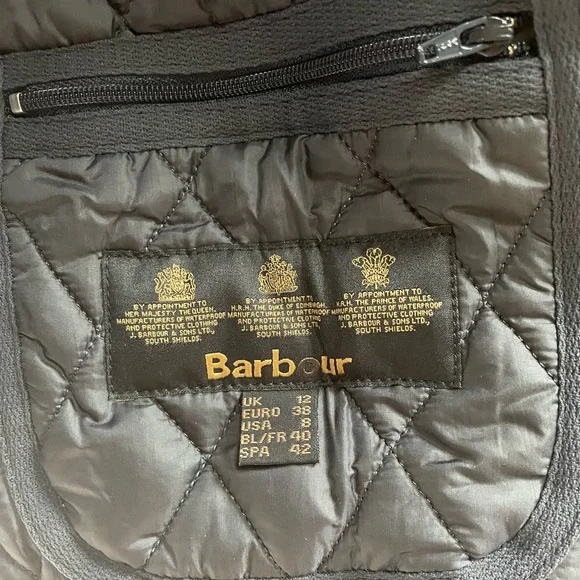 BY APPOINTMENT TO
HER MAJESTY THE QUEEN,
MANUFACTURERS OF WATERPROOF
AND PROTECTIVE CLOTHING
J. BARBOUR & SONS LTD.,
SOUTH SHIELDS.
BY APPOINTMENT TO
H.R.H. THE DUKE OF EDINBURGH,
MANUFACTURERS OF WATERPROOF
AND PROTECTIVE CLOTHING
J. BARBOUR & SONS LTD.,
SOUTH SHIELDS.
BY APPOINTMENT TO
H.R.H. THE PRINCE OF WALES,
MANUFACTURERS OF WATERPROOF
AND PROTECTIVE CLOTHING
J. BARBOUR & SONS LTD.,
SOUTH SHIELDS.
Barbour
UK 12
EURO 38
USA 8
BL/FR 40
SPA 42